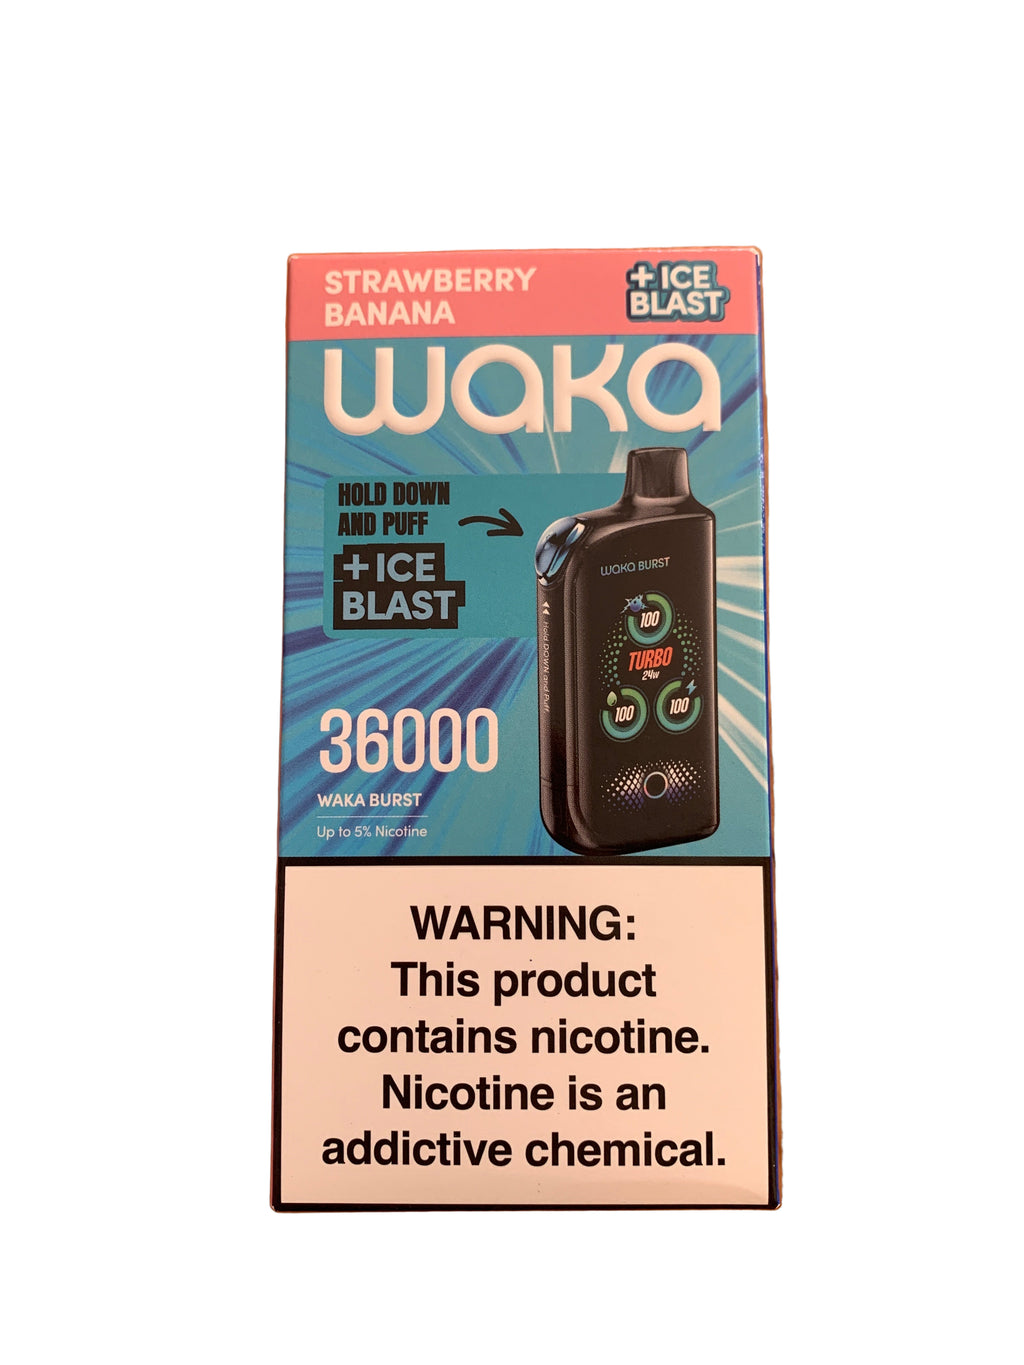 STRAWBERRY
BANANA
+ ICE
BLAST
waka
HOLD DOWN
AND PUFF
+ ICE
BLAST
waka BURST
Hold DOWN and Puff
100
TURBO
24w
100
100
36000
WAKA BURST
Up to 5% Nicotine
WARNING:
This product
contains nicotine.
Nicotine is an
addictive chemical.